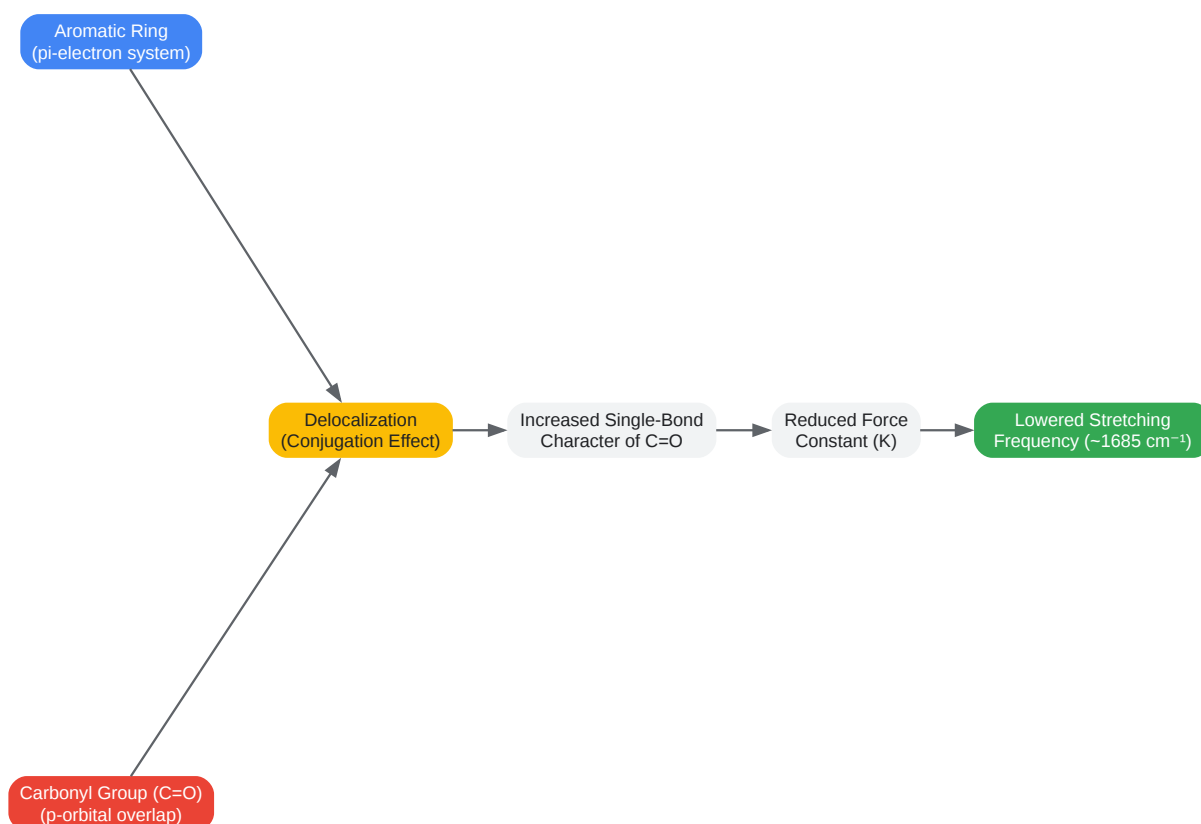 Aromatic Ring
(pi-electron system)
Delocalization
(Conjugation Effect)
Increased Single-Bond
Character of C=O
Reduced Force
Constant (K)
Lowered Stretching
Frequency (~1685 cm⁻¹)
Carbonyl Group (C=O)
(p-orbital overlap)